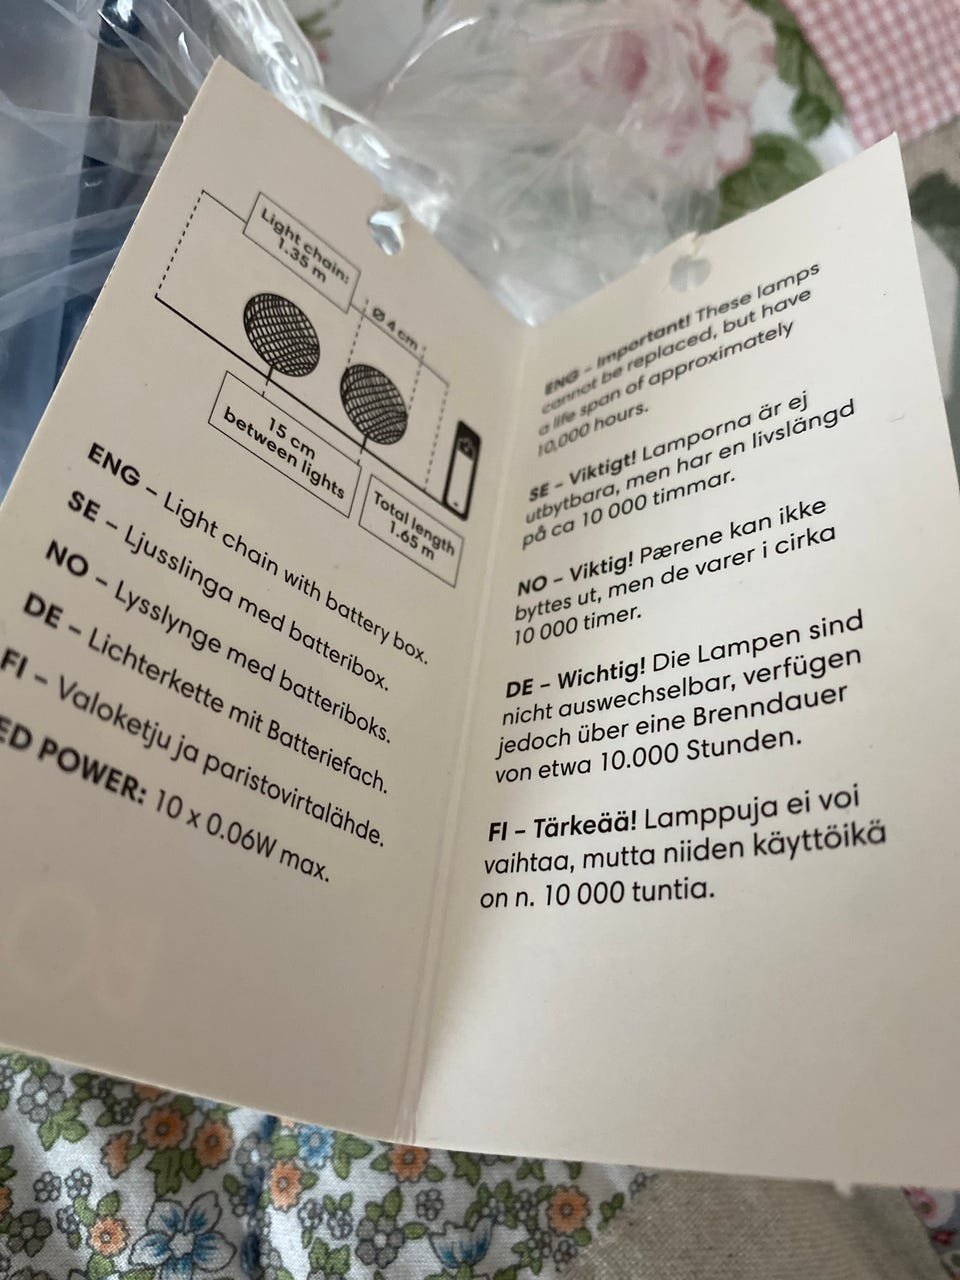 Light chain:
1.35 m
Ø 4 cm
15 cm
between lights
Total length
1.65 m
ENG – Light chain with battery box.
SE – Ljusslinga med batteribox.
NO – Lysslynge med batteriboks.
DE – Lichterkette mit Batteriefach.
FI – Valoketju ja paristovirtalähde.
ED POWER: 10 x 0.06W max.
ENG – Important! These lamps
cannot be replaced, but have
a life span of approximately
10,000 hours.
SE – Viktigt! Lamporna är ej
utbytbara, men har en livslängd
på ca 10 000 timmar.
NO – Viktig! Pærene kan ikke
byttes ut, men de varer i cirka
10 000 timer.
DE – Wichtig! Die Lampen sind
nicht auswechselbar, verfügen
jedoch über eine Brenndauer
von etwa 10.000 Stunden.
FI – Tärkeää! Lamppuja ei voi
vaihtaa, mutta niiden käyttöikä
on n. 10 000 tuntia.